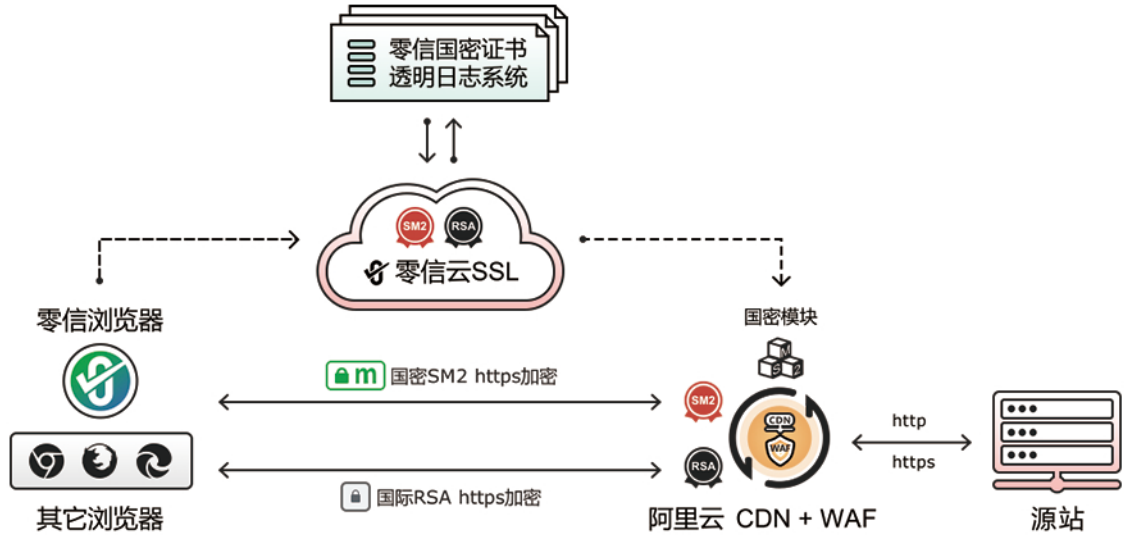 零信国密证书
透明日志系统
SM2
RSA
零信云SSL
零信浏览器
国密模块
M
S
2
m 国密SM2 https加密
SM2
CDN
WAF
http
https
RSA
国际RSA https加密
其它浏览器
阿里云 CDN + WAF
源站